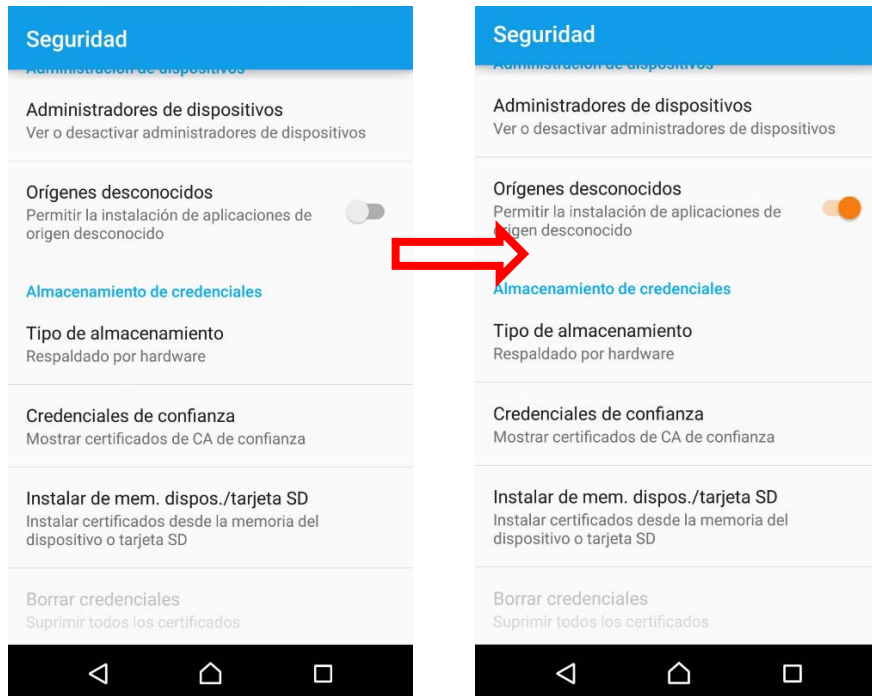 Seguridad
Administración de dispositivos
Administradores de dispositivos
Ver o desactivar administradores de dispositivos
Orígenes desconocidos
Permitir la instalación de aplicaciones de
origen desconocido
Almacenamiento de credenciales
Tipo de almacenamiento
Respaldado por hardware
Credenciales de confianza
Mostrar certificados de CA de confianza
Instalar de mem. dispos./tarjeta SD
Instalar certificados desde la memoria del
dispositivo o tarjeta SD
Borrar credenciales
Suprimir todos los certificados
Seguridad
Administración de dispositivos
Administradores de dispositivos
Ver o desactivar administradores de dispositivos
Orígenes desconocidos
Permitir la instalación de aplicaciones de
origen desconocido
Almacenamiento de credenciales
Tipo de almacenamiento
Respaldado por hardware
Credenciales de confianza
Mostrar certificados de CA de confianza
Instalar de mem. dispos./tarjeta SD
Instalar certificados desde la memoria del
dispositivo o tarjeta SD
Borrar credenciales
Suprimir todos los certificados